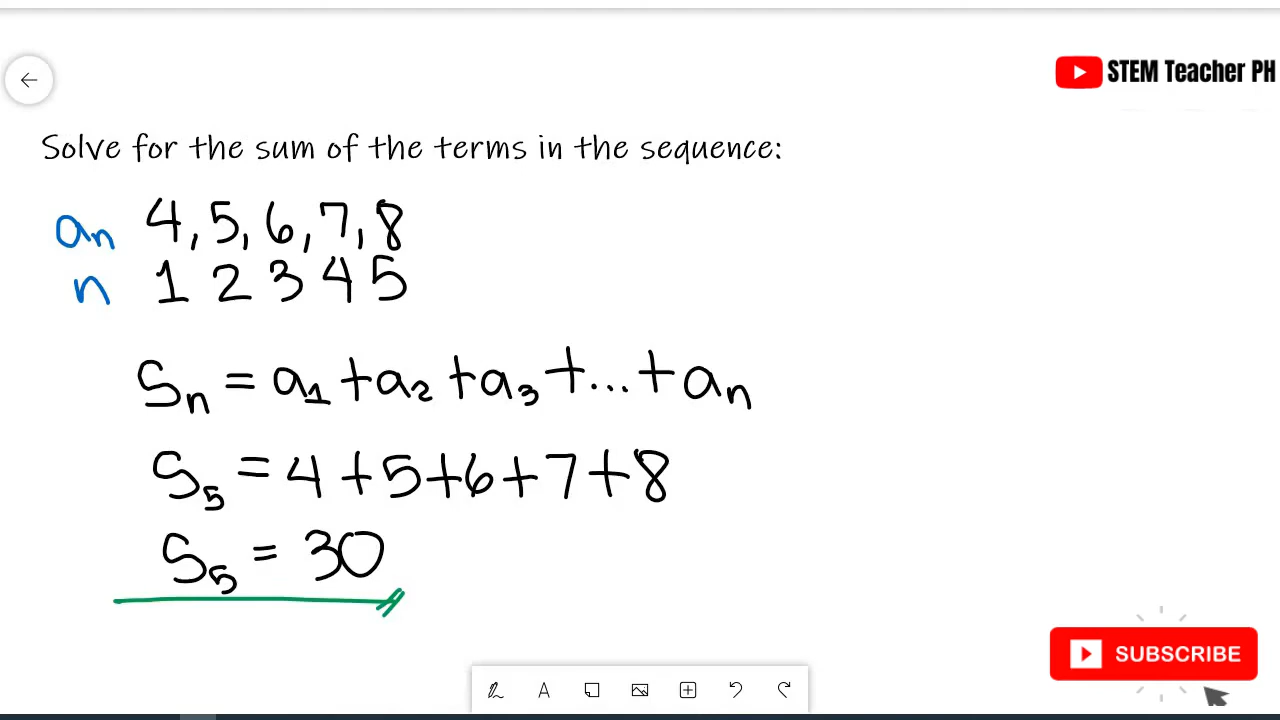 STEM Teacher PH
Solve for the sum of the terms in the sequence:
an 4, 5, 6, 7, 8
n 1 2 3 4 5
Sn = a1 + a2 + a3 + ... + an
S5 = 4 + 5 + 6 + 7 + 8
S5 = 30
SUBSCRIBE
A